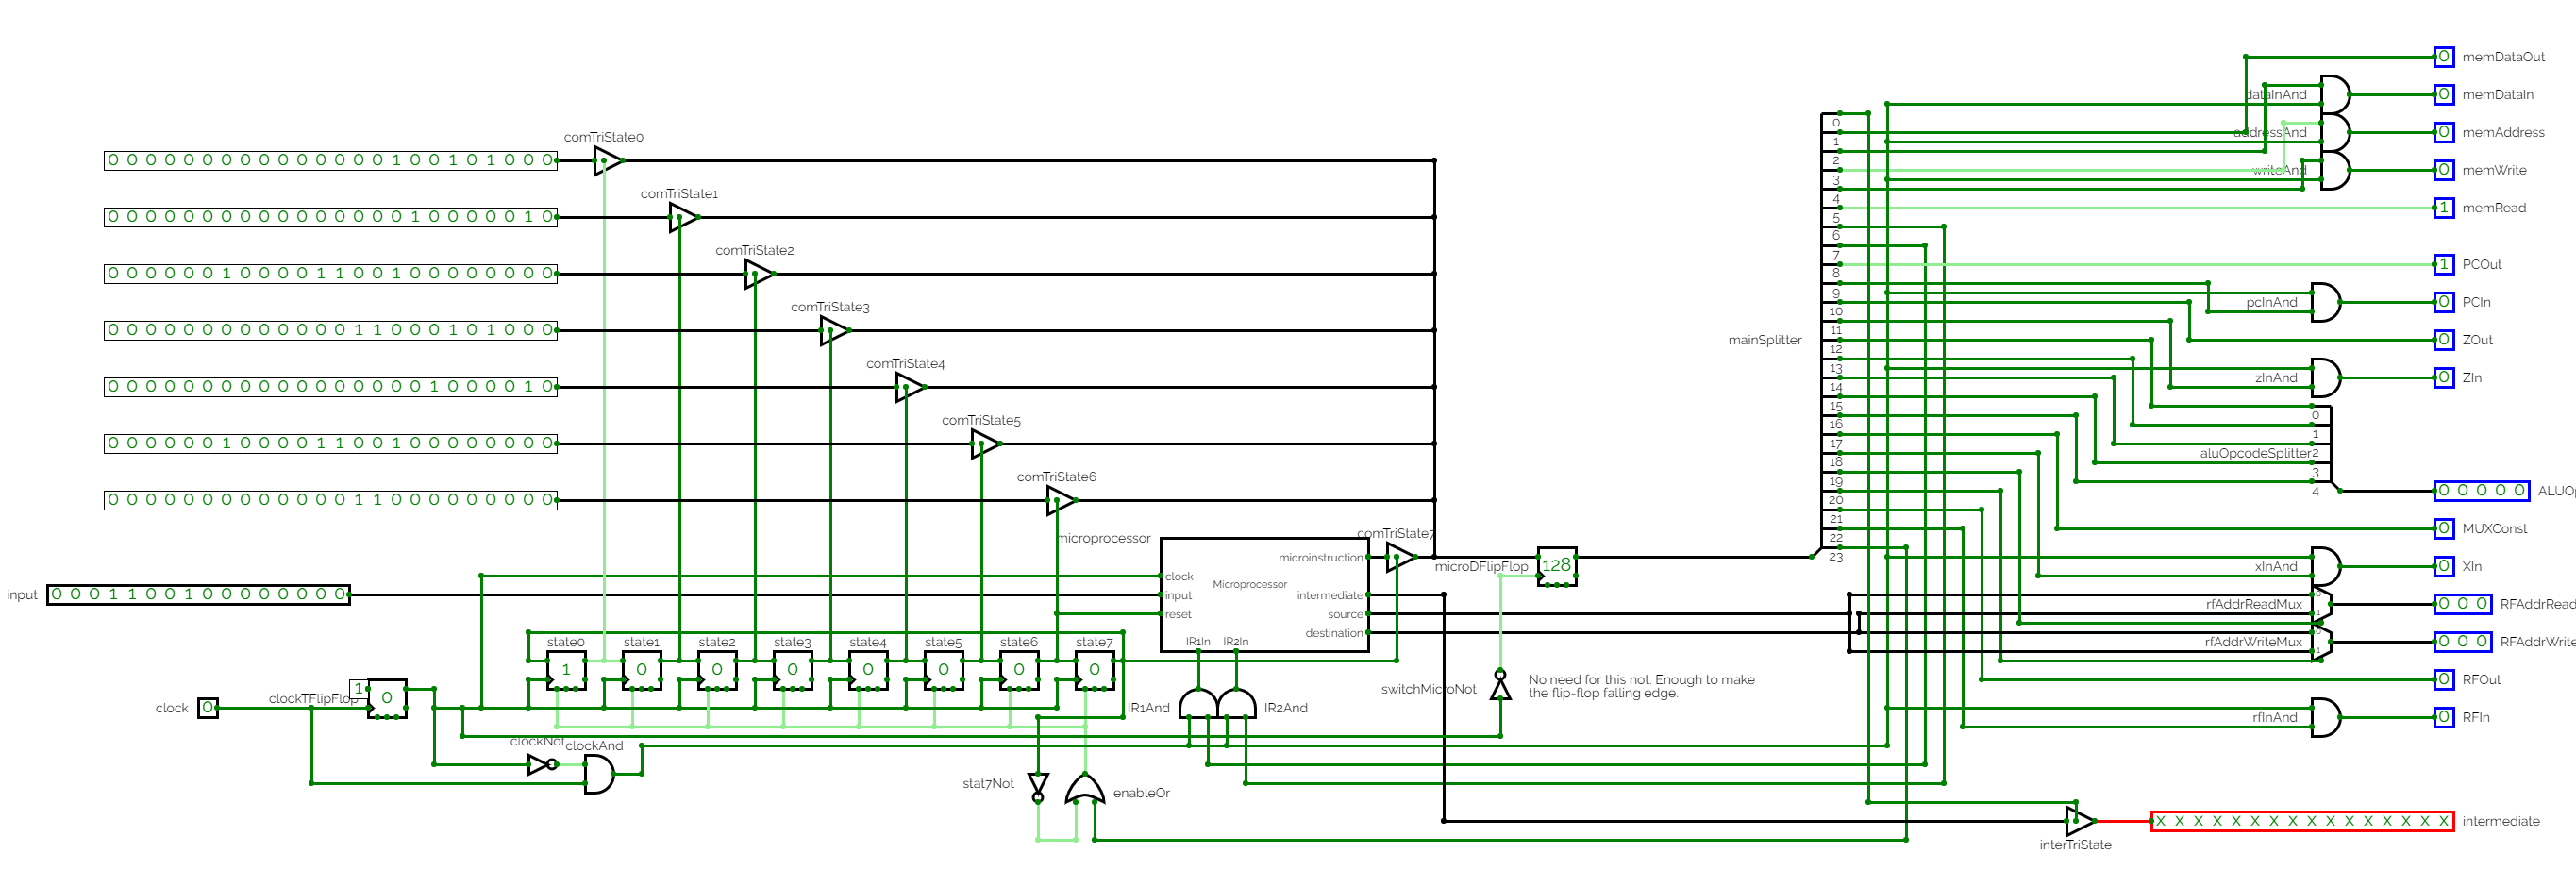 memDataOut
dataInAnd 0 memDataIn
addressAnd 0 memAddress
writeAnd 0 memWrite
1 memRead
1 PCOut
pcInAnd 0 PCIn
0 ZOut
zInAnd 0 ZIn
aluOpcodeSplitter
0 1 2 3 4
0 0 0 0 0
0 MUXConst
xInAnd 0 XIn
rfAddrReadMux 0 0 0 RFAddrRead
rfAddrWriteMux 0 0 0 RFAddrWrite
0 RFOut
rfInAnd 0 RFIn
comTriState0
0 0 0 0 0 0 0 0 0 0 0 0 0 0 0 1 0 0 1 0 1 0 0 0
comTriState1
0 0 0 0 0 0 0 0 0 0 0 0 0 0 0 0 1 0 0 0 0 0 1 0
comTriState2
0 0 0 0 0 0 1 0 0 0 0 1 1 0 0 1 0 0 0 0 0 0 0 0
comTriState3
0 0 0 0 0 0 0 0 0 0 0 0 0 1 1 0 0 0 1 0 1 0 0 0
comTriState4
0 0 0 0 0 0 0 0 0 0 0 0 0 0 0 0 0 1 0 0 0 0 1 0
comTriState5
0 0 0 0 0 0 1 0 0 0 0 1 1 0 0 1 0 0 0 0 0 0 0 0
comTriState6
0 0 0 0 0 0 0 0 0 0 0 0 0 1 1 0 0 0 0 0 0 0 0 0
mainSplitter
0
1
2
3
4
5
6
7
8
9
10
11
12
13
14
15
16
17
18
19
20
21
22
23
microprocessor
comTriState7
microinstruction
clock
Microprocessor
input
intermediate
reset
source
destination
IR1In IR2In
microDFlipFlop 128
input 0 0 0 1 1 0 0 1 0 0 0 0 0 0 0 0
state0 state1 state2 state3 state4 state5 state6 state7
1 0 0 0 0 0 0 0
clock 0
clockTFlipFlop 1 0
IR1And IR2And
switchMicroNot
No need for this not. Enough to make
the flip-flop falling edge.
clockNot clockAnd
stat7Not enableOr
interTriState
X X X X X X X X X X X X X X X X intermediate